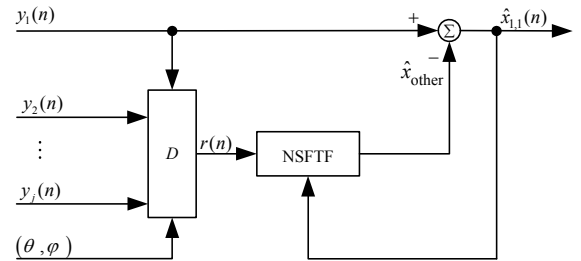 y₁(n)
+
Σ
x̂₁,₁(n)
−
x̂other
y₂(n)
⋮
D
r(n)
NSFTF
yⱼ(n)
(θ,φ)